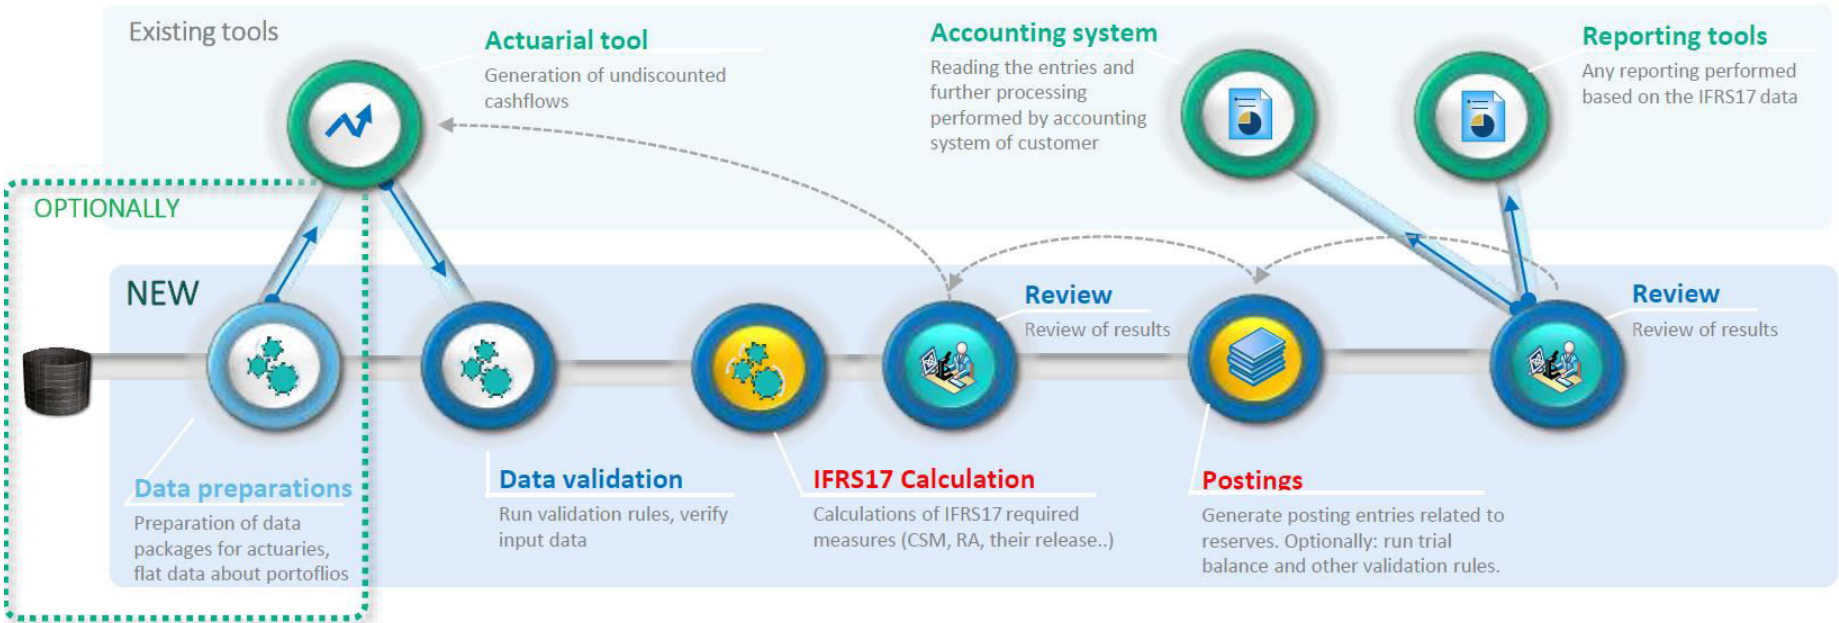 Existing tools
Actuarial tool
Generation of undiscounted
cashflows
Accounting system
Reading the entries and
further processing
performed by accounting
system of customer
Reporting tools
Any reporting performed
based on the IFRS17 data
OPTIONALLY
NEW
Review
Review of results
Review
Review of results
Data preparations
Preparation of data
packages for actuaries,
flat data about portoflios
Data validation
Run validation rules, verify
input data
IFRS17 Calculation
Calculations of IFRS17 required
measures (CSM, RA, their release..)
Postings
Generate posting entries related to
reserves. Optionally: run trial
balance and other validation rules.